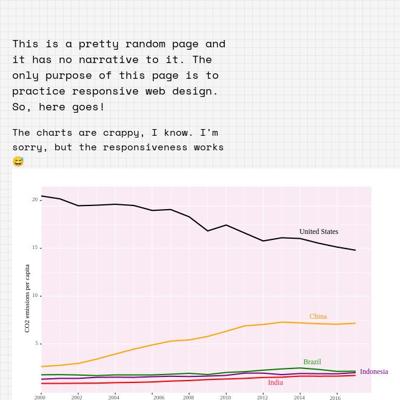 This is a pretty random page and
it has no narrative to it. The
only purpose of this page is to
practice responsive web design.
So, here goes!
The charts are crappy, I know. I'm
sorry, but the responsiveness works
😅
20
United States
15
CO2 emissions per capita
10
China
5
Brazil
Indonesia
India
2000 2002 2004 2006 2008 2010 2012 2014 2016